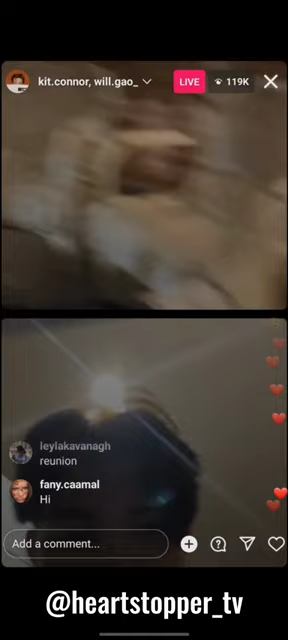 kit.connor, will.gao_
LIVE
119K
leylakavanagh
reunion
fany.caamal
Hi
Add a comment...
@heartstopper_tv